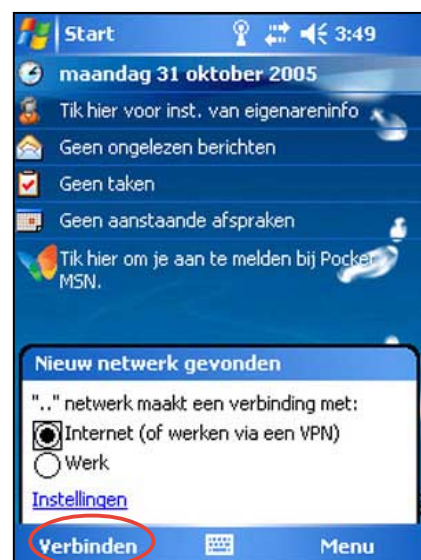 Start 3:49
maandag 31 oktober 2005
Tik hier voor inst. van eigenareninfo
Geen ongelezen berichten
Geen taken
Geen aanstaande afspraken
Tik hier om je aan te melden bij Pocket
MSN.
Nieuw netwerk gevonden
".." netwerk maakt een verbinding met:
Internet (of werken via een VPN)
Werk
Instellingen
Verbinden Menu